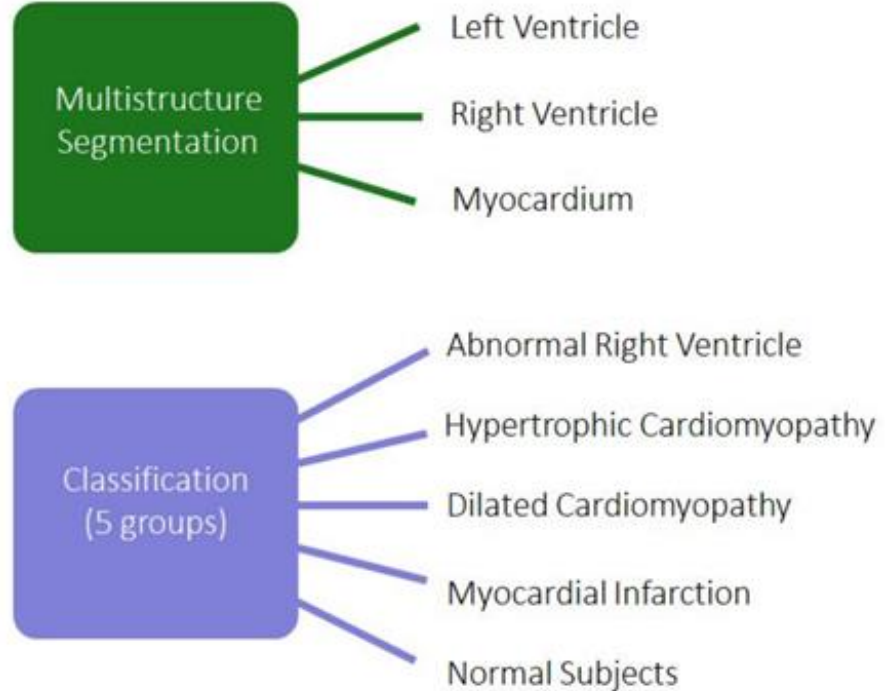 Multistructure
Segmentation
Left Ventricle
Right Ventricle
Myocardium
Classification
(5 groups)
Abnormal Right Ventricle
Hypertrophic Cardiomyopathy
Dilated Cardiomyopathy
Myocardial Infarction
Normal Subjects